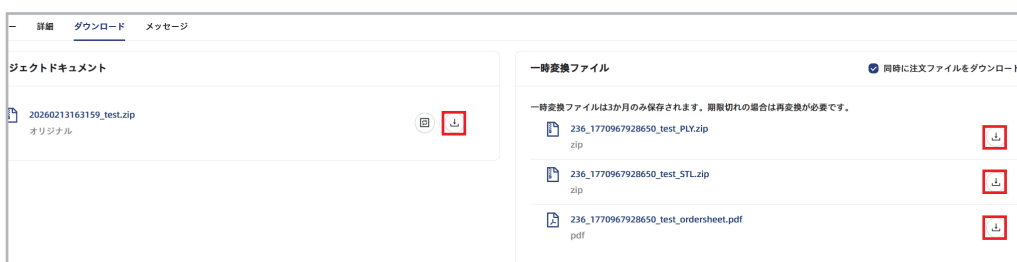 詳細 ダウンロード メッセージ
ジェクトドキュメント
20260213163159_test.zip
オリジナル
一時変換ファイル
同時に注文ファイルをダウンロード
一時変換ファイルは3か月のみ保存されます。期限切れの場合は再変換が必要です。
236_1770967928650_test_PLY.zip
zip
236_1770967928650_test_STL.zip
zip
236_1770967928650_test_ordersheet.pdf
pdf